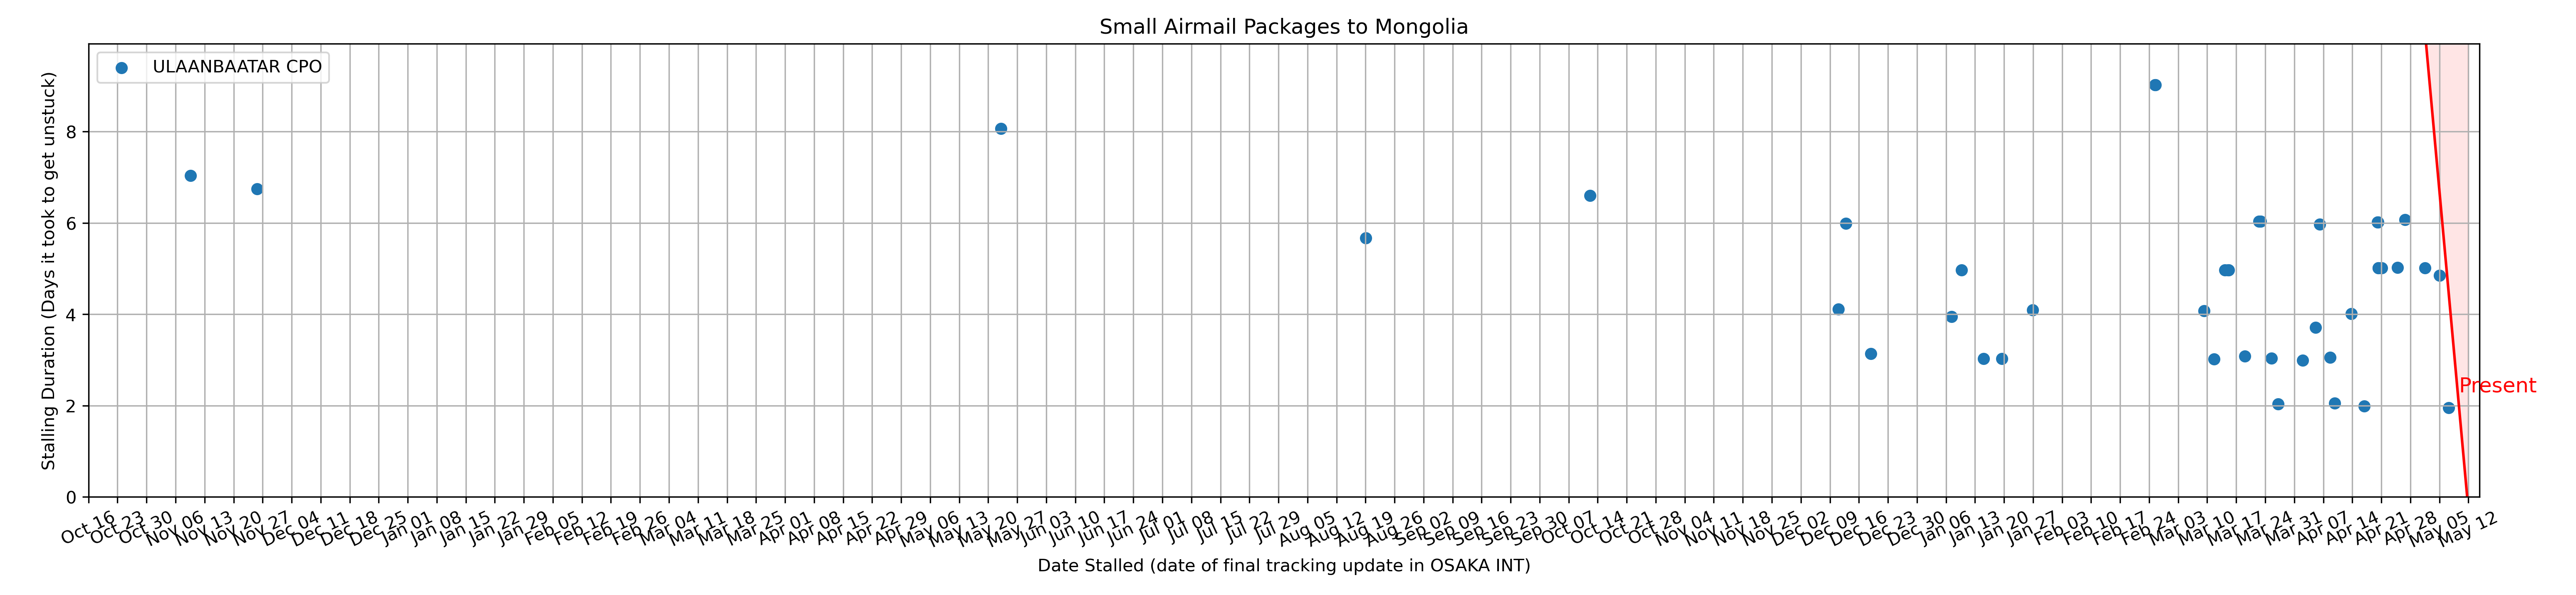 Small Airmail Packages to Mongolia
ULAANBAATAR CPO
Stalling Duration (Days it took to get unstuck)
8
6
4
2
0
Present
Oct 16
Oct 23
Oct 30
Nov 06
Nov 13
Nov 20
Nov 27
Dec 04
Dec 11
Dec 18
Dec 25
Jan 01
Jan 08
Jan 15
Jan 22
Jan 29
Feb 05
Feb 12
Feb 19
Feb 26
Mar 04
Mar 11
Mar 18
Mar 25
Apr 01
Apr 08
Apr 15
Apr 22
Apr 29
May 06
May 13
May 20
May 27
Jun 03
Jun 10
Jun 17
Jun 24
Jul 01
Jul 08
Jul 15
Jul 22
Jul 29
Aug 05
Aug 12
Aug 19
Aug 26
Sep 02
Sep 09
Sep 16
Sep 23
Sep 30
Oct 07
Oct 14
Oct 21
Oct 28
Nov 04
Nov 11
Nov 18
Nov 25
Dec 02
Dec 09
Dec 16
Dec 23
Dec 30
Jan 06
Jan 13
Jan 20
Jan 27
Feb 03
Feb 10
Feb 17
Feb 24
Mar 03
Mar 10
Mar 17
Mar 24
Mar 31
Apr 07
Apr 14
Apr 21
Apr 28
May 05
May 12
Date Stalled (date of final tracking update in OSAKA INT)